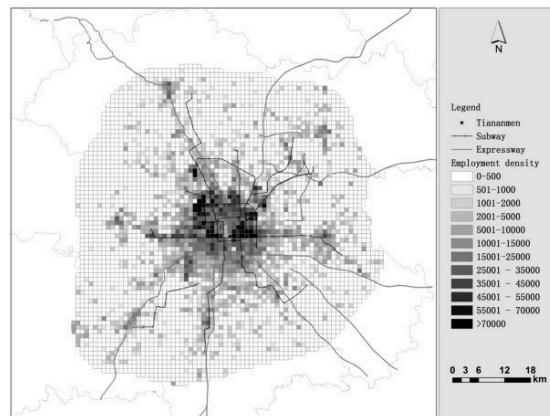 N
Legend
Tiananmen
Subway
Expressway
Employment density
0-500
501-1000
1001-2000
2001-5000
5001-10000
10001-15000
15001-25000
25001 - 35000
35001 - 45000
45001 - 55000
55001 - 70000
>70000
0 3 6 12 18
km